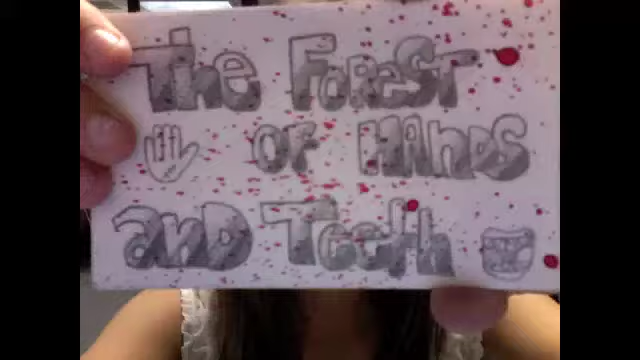 The Forest
of Hands
and Teeth